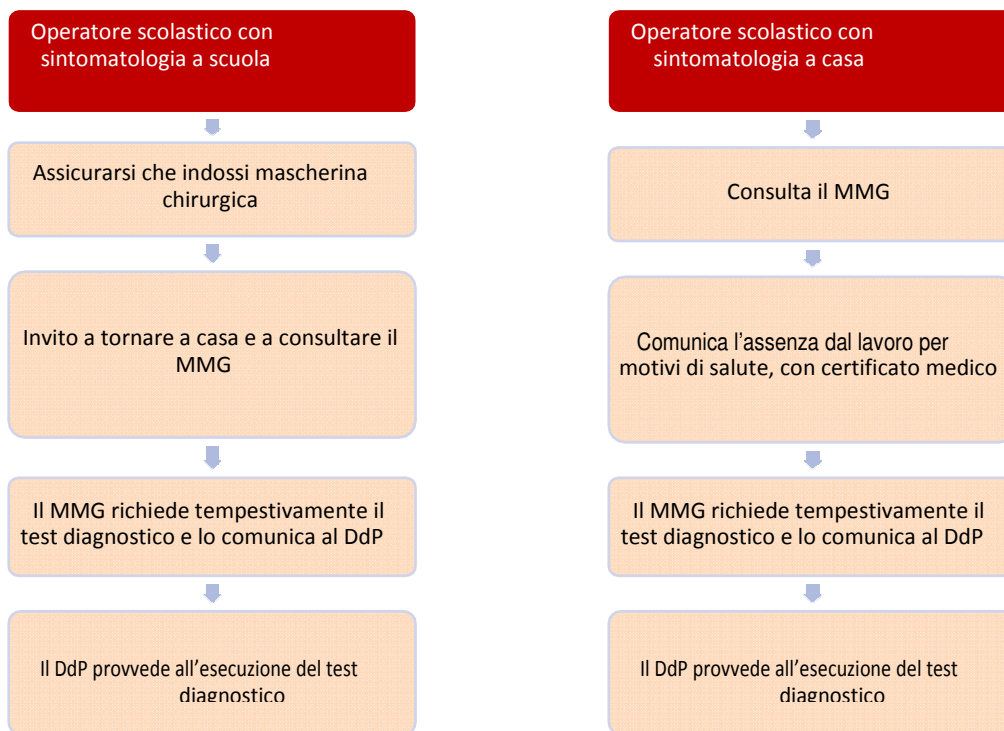 Operatore scolastico con
sintomatologia a scuola
Assicurarsi che indossi mascherina
chirurgica
Invito a tornare a casa e a consultare il
MMG
Il MMG richiede tempestivamente il
test diagnostico e lo comunica al DdP
Il DdP provvede all'esecuzione del test
diagnostico
Operatore scolastico con
sintomatologia a casa
Consulta il MMG
Comunica l'assenza dal lavoro per
motivi di salute, con certificato medico
Il MMG richiede tempestivamente il
test diagnostico e lo comunica al DdP
Il DdP provvede all'esecuzione del test
diagnostico